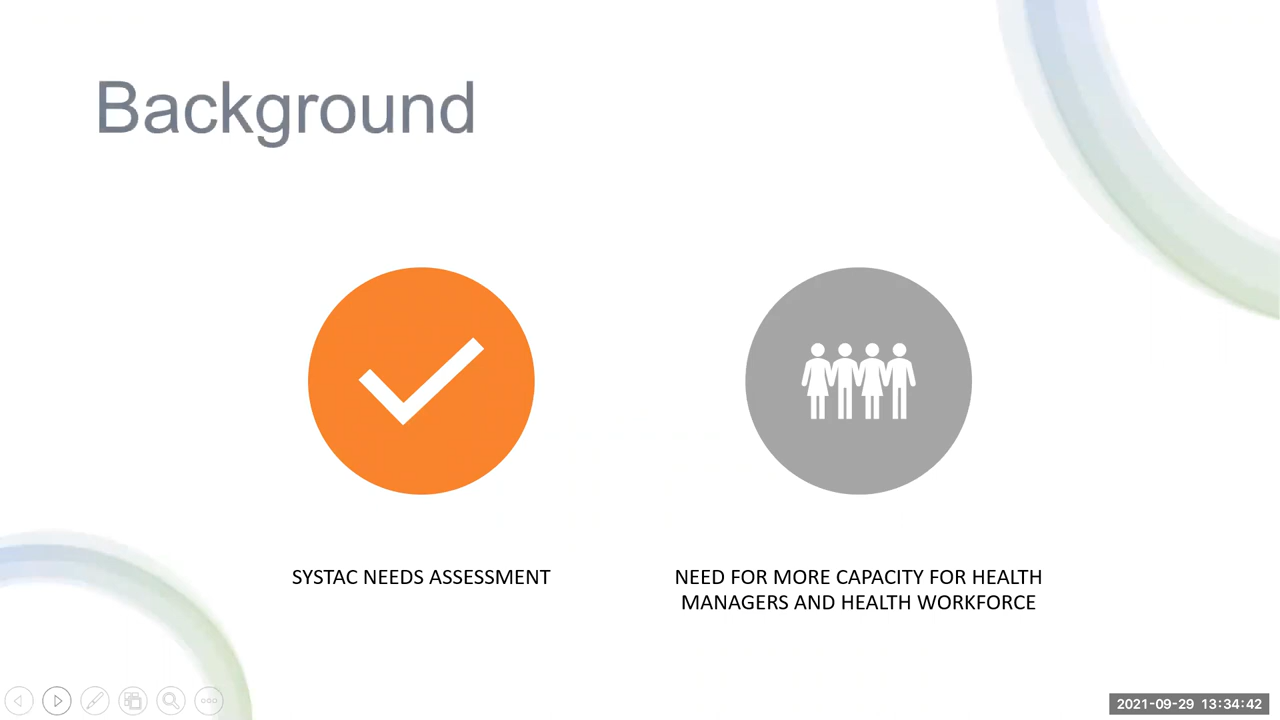 Background
SYSTAC NEEDS ASSESSMENT
NEED FOR MORE CAPACITY FOR HEALTH
MANAGERS AND HEALTH WORKFORCE
2021-09-29 13:34:42